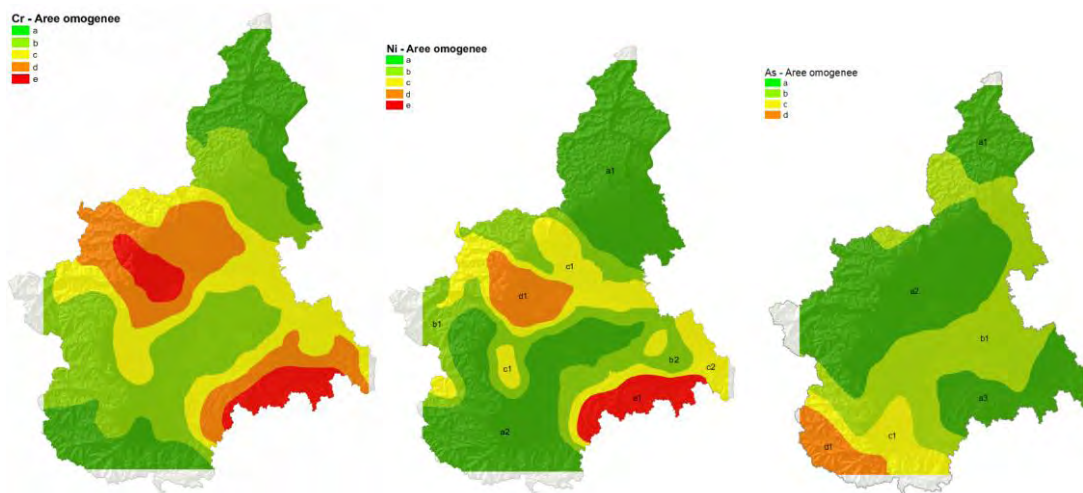 Cr - Aree omogenee
a
b
c
d
e
Ni - Aree omogenee
a
b
c
d
e
a1
c1
d1
b1
c1
b2
c2
e1
a2
As - Aree omogenee
a
b
c
d
a1
a2
b1
a3
c1
d1